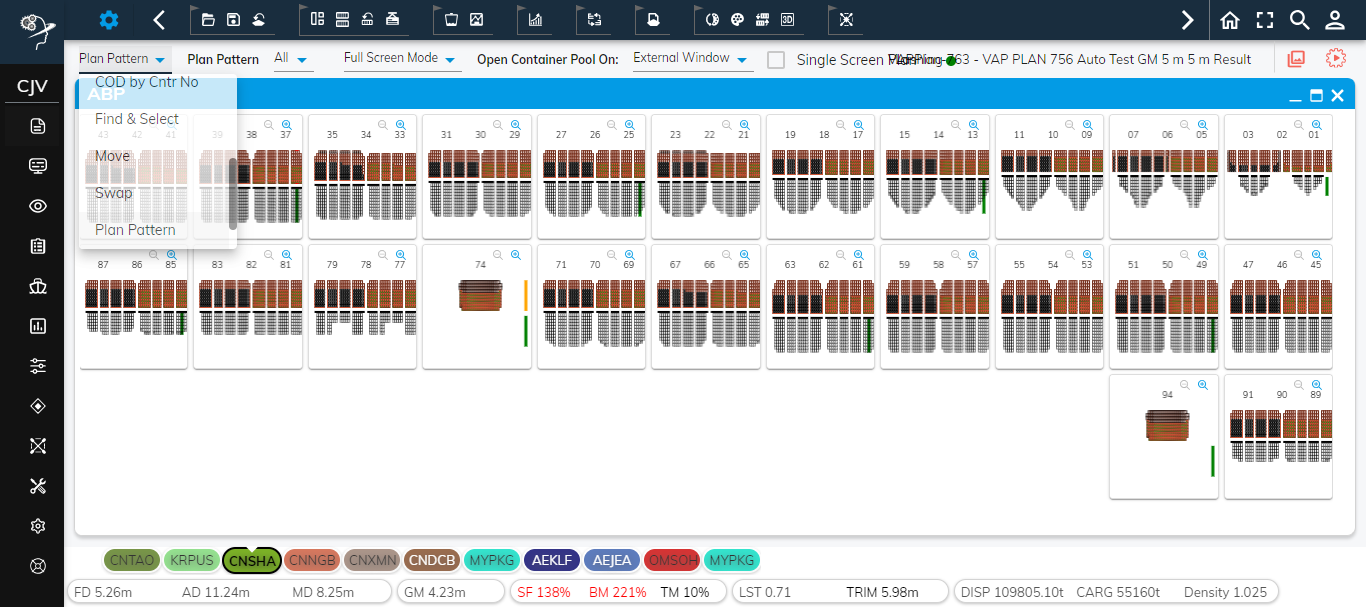 3D
CJV
Plan Pattern
Plan Pattern
All
Full Screen Mode
Open Container Pool On:
External Window
Single Screen Planning
763 - VAP PLAN 756 Auto Test GM 5 m 5 m Result
ABP
COD by Cntr No
Find & Select
Move
Swap
Plan Pattern
43 42 41
39 38 37
35 34 33
31 30 29
27 26 25
23 22 21
19 18 17
15 14 13
11 10 09
07 06 05
03 02 01
87 86 85
83 82 81
79 78 77
74
71 70 69
67 66 65
63 62 61
59 58 57
55 54 53
51 50 49
47 46 45
94
91 90 89
CNTAO KRPUS CNSHA CNNGB CNXMN CNDCB MYPKG AEKLF AEJEA OMSOH MYPKG
FD 5.26m AD 11.24m MD 8.25m GM 4.23m SF 138% BM 221% TM 10% LST 0.71 TRIM 5.98m DISP 109805.10t CARG 55160t Density 1.025